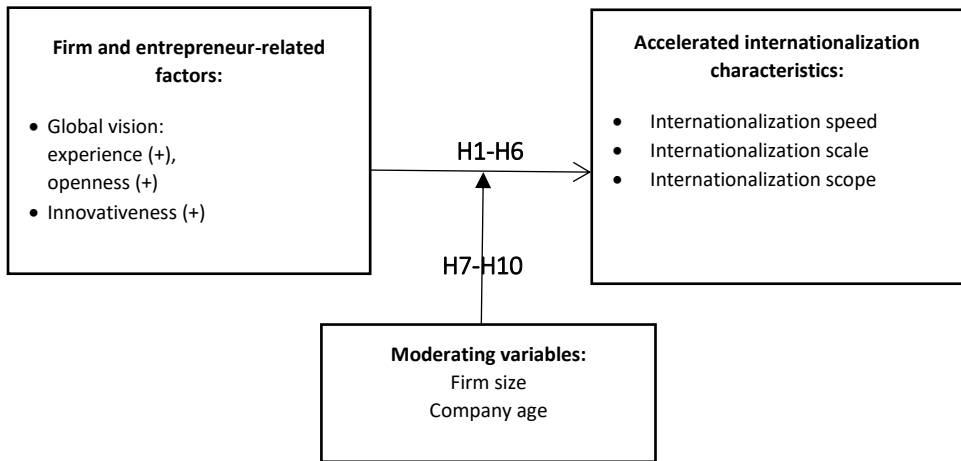 Firm and entrepreneur-related
factors:
• Global vision:
experience (+),
openness (+)
• Innovativeness (+)
H1-H6
Accelerated internationalization
characteristics:
• Internationalization speed
• Internationalization scale
• Internationalization scope
H7-H10
Moderating variables:
Firm size
Company age